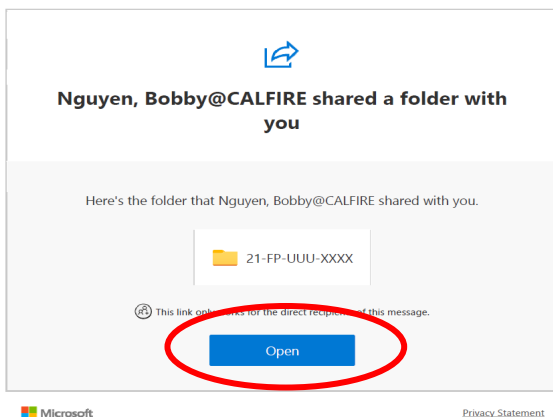 Nguyen, Bobby@CALFIRE shared a folder with
you
Here's the folder that Nguyen, Bobby@CALFIRE shared with you.
21-FP-UUU-XXXX
This link only works for the direct recipients of this message.
Open
Microsoft
Privacy Statement